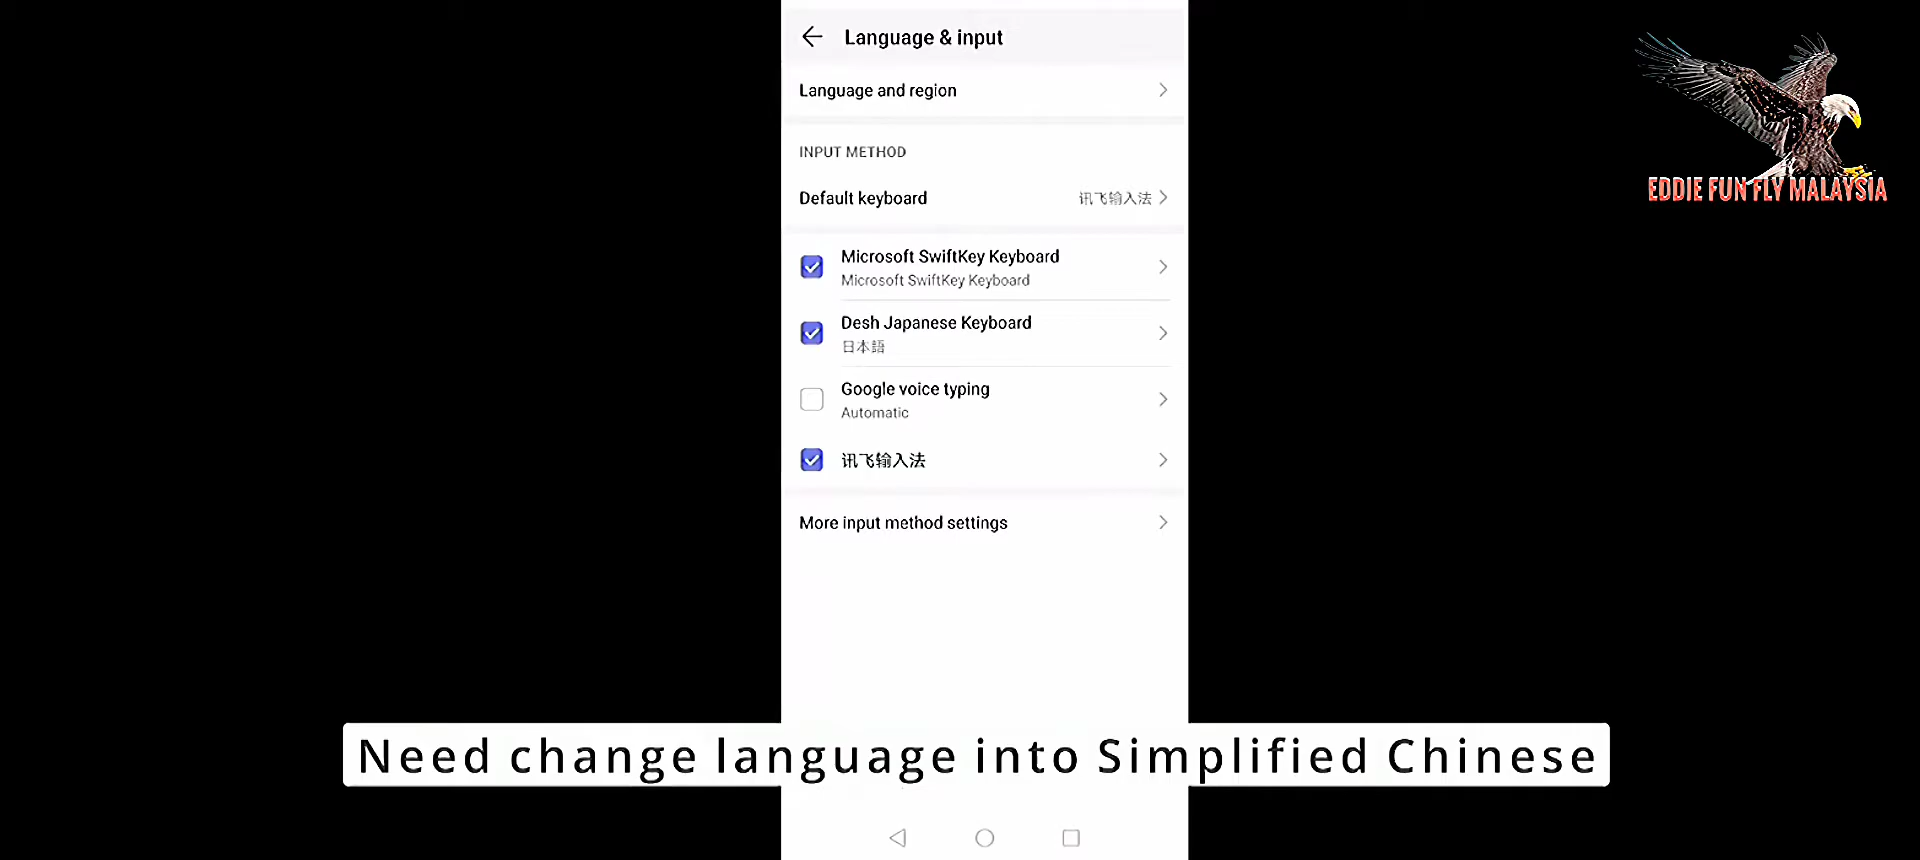 Language & input
Language and region
INPUT METHOD
Default keyboard 讯飞输入法
Microsoft SwiftKey Keyboard
Microsoft SwiftKey Keyboard
Desh Japanese Keyboard
日本語
Google voice typing
Automatic
讯飞输入法
More input method settings
Need change language into Simplified Chinese
EDDIE FUN FLY MALAYSIA